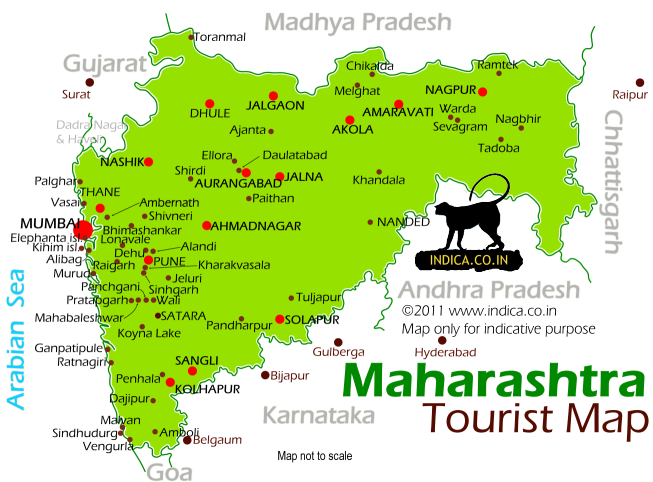 Madhya Pradesh
Toranmal
Gujarat
Chikalda
Ramtek
Surat
Melghat
NAGPUR
Raipur
JALGAON
DHULE
AMARAVATI
Warda
Nagbhir
Dadra Nagar
& Haveli
Ajanta
AKOLA
Sevagram
Chhattisgarh
Tadoba
NASHIK
Ellora
Daulatabad
Shirdi
Palghar
AURANGABAD
JALNA
Khandala
THANE
Vasai
Ambernath
Paithan
Shivneri
MUMBAI
Bhimashankar
AHMADNAGAR
NANDED
Elephanta isl.
Lonavale
Kihim isl.
Dehu
Alandi
Alibag
Raigarh
PUNE
Kharakvasala
INDICA.CO.IN
Murud
Panchgani
Sinhgarh
Jeluri
Andhra Pradesh
Arabian Sea
Pratapgarh
Wali
Tuljapur
©2011 www.indica.co.in
Mahabaleshwar
SATARA
Pandharpur
SOLAPUR
Map only for indicative purpose
Koyna Lake
Ganpatipule
Gulberga
Hyderabad
Ratnagiri
SANGLI
Penhala
Bijapur
Maharashtra
KOLHAPUR
Dajipur
Karnataka
Tourist Map
Malvan
Sindhudurg
Amboli
Belgaum
Vengurla
Map not to scale
Goa